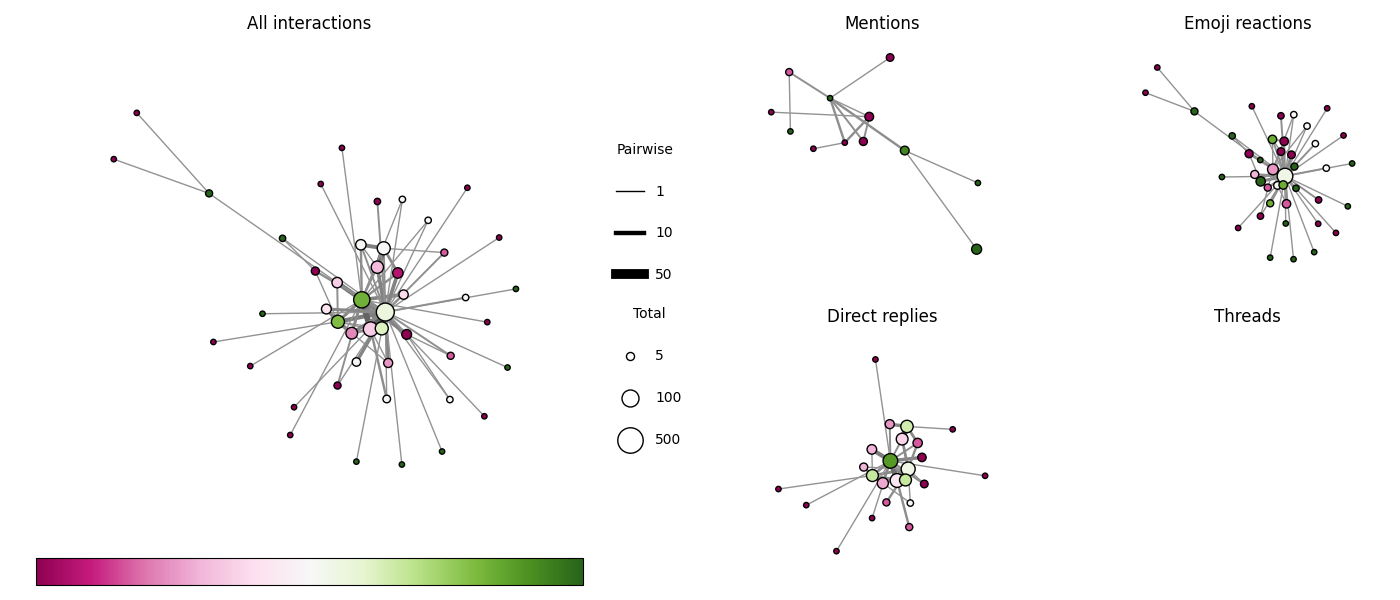 All interactions
Mentions
Emoji reactions
Pairwise
1
10
50
Total
5
100
500
Direct replies
Threads